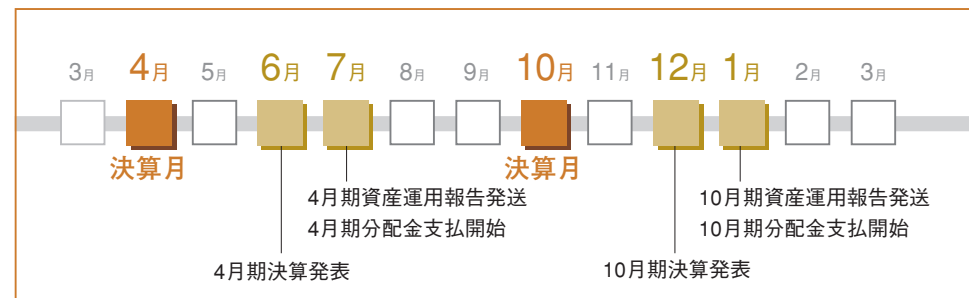 3月 4月 5月 6月 7月 8月 9月 10月 11月 12月 1月 2月 3月
決算月 決算月
4月期資産運用報告発送 10月期資産運用報告発送
4月期分配金支払開始 10月期分配金支払開始
4月期決算発表 10月期決算発表